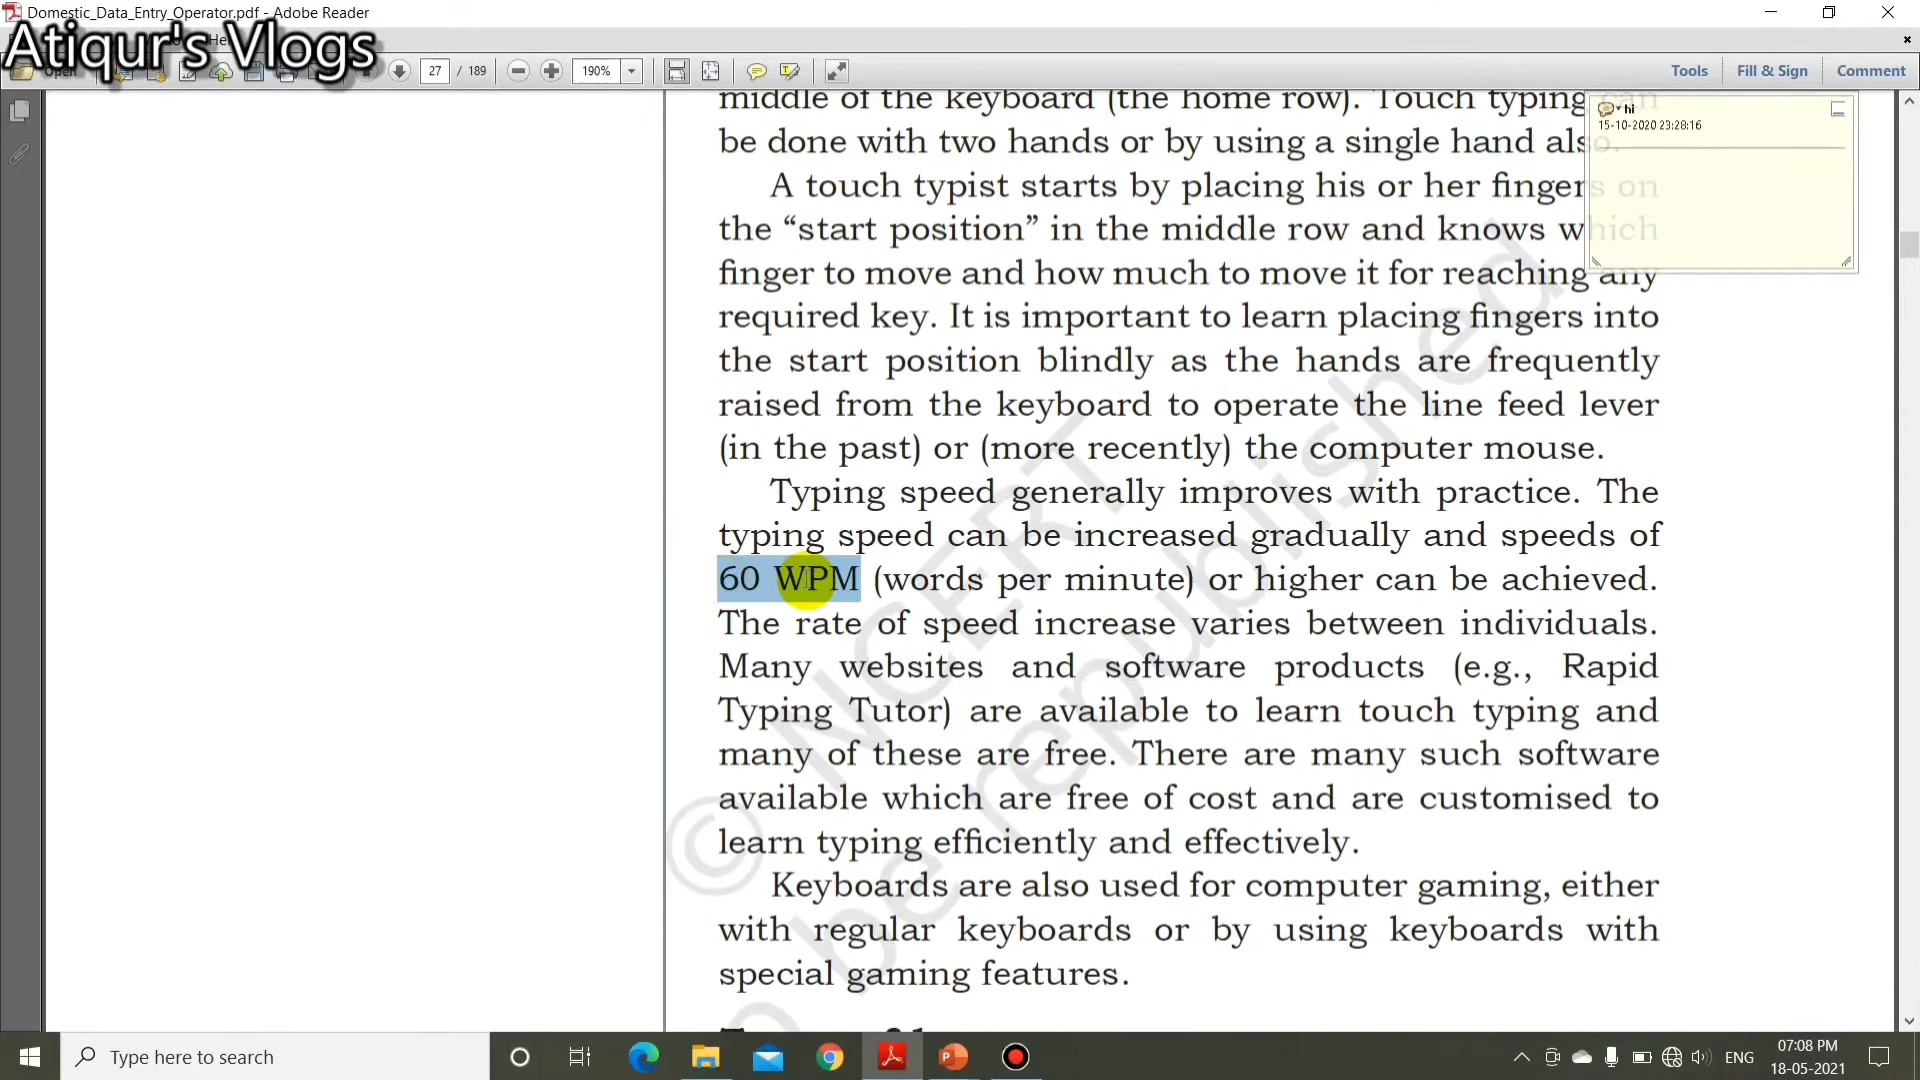 Domestic_Data_Entry_Operator.pdf - Adobe Reader
Atiqur's Vlogs
27 / 189
190%
Tools
Fill & Sign
Comment
hi
15-10-2020 23:28:16
middle of the keyboard (the home row). Touch typing can
be done with two hands or by using a single hand also.
A touch typist starts by placing his or her fingers on
the “start position” in the middle row and knows which
finger to move and how much to move it for reaching any
required key. It is important to learn placing fingers into
the start position blindly as the hands are frequently
raised from the keyboard to operate the line feed lever
(in the past) or (more recently) the computer mouse.
Typing speed generally improves with practice. The
typing speed can be increased gradually and speeds of
60 WPM (words per minute) or higher can be achieved.
The rate of speed increase varies between individuals.
Many websites and software products (e.g., Rapid
Typing Tutor) are available to learn touch typing and
many of these are free. There are many such software
available which are free of cost and are customised to
learn typing efficiently and effectively.
Keyboards are also used for computer gaming, either
with regular keyboards or by using keyboards with
special gaming features.
© NCERT
o be republished
Type here to search
ENG
07:08 PM
18-05-2021